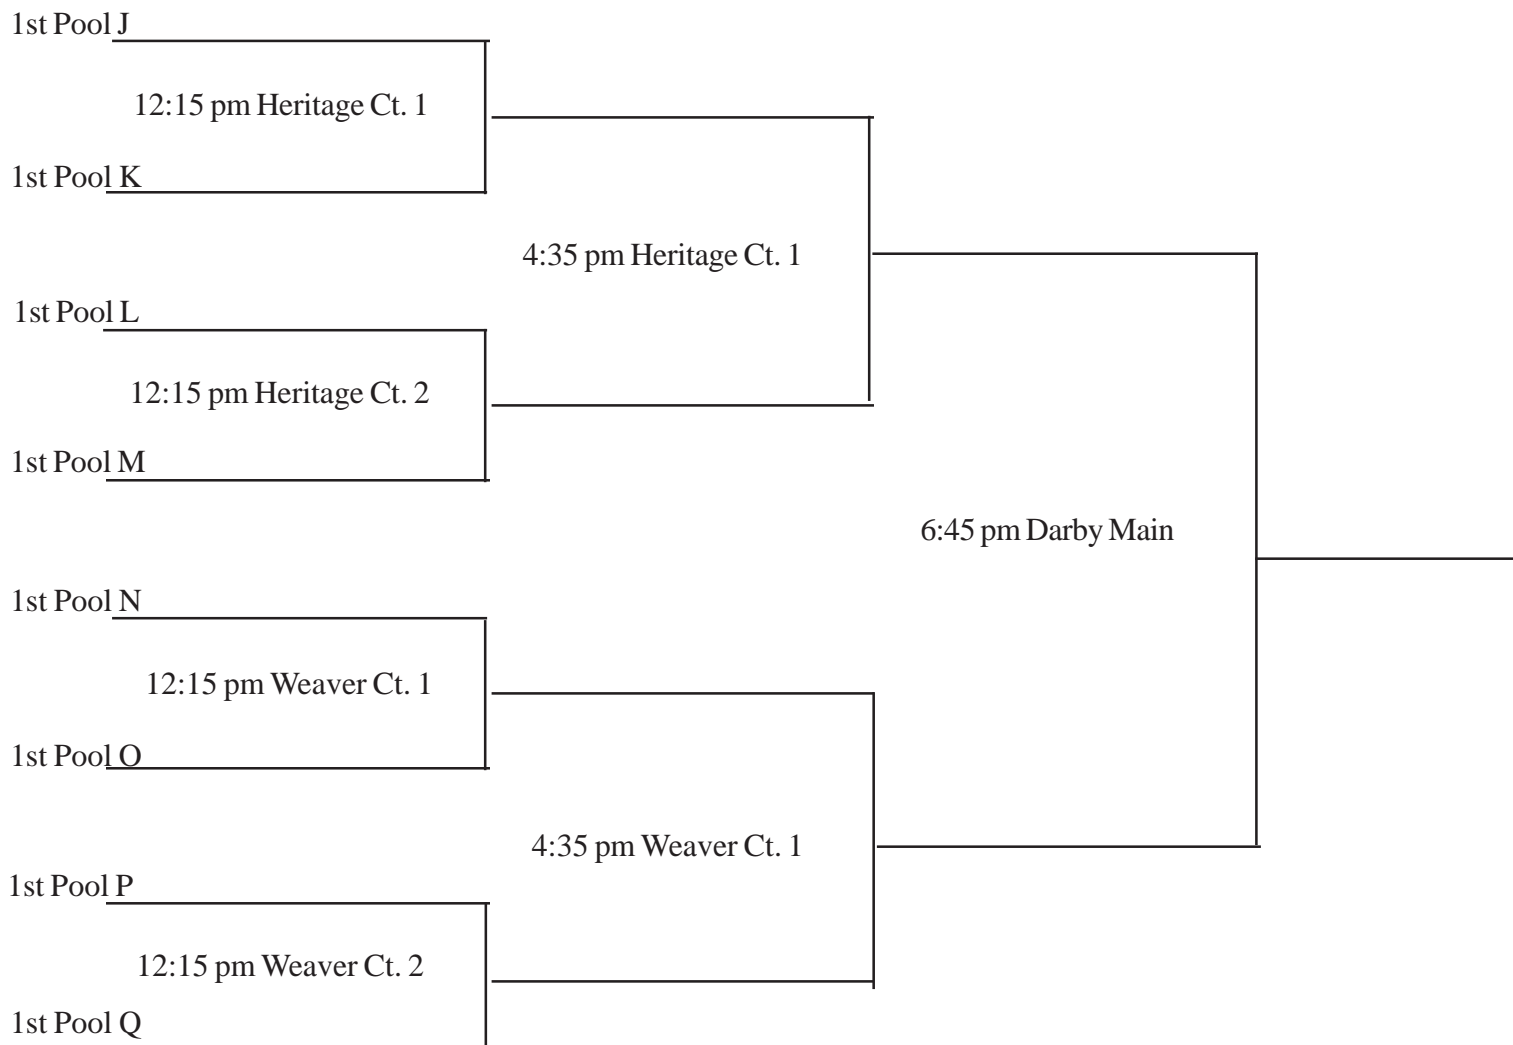 1st Pool J
12:15 pm Heritage Ct. 1
1st Pool K
4:35 pm Heritage Ct. 1
1st Pool L
12:15 pm Heritage Ct. 2
1st Pool M
6:45 pm Darby Main
1st Pool N
12:15 pm Weaver Ct. 1
1st Pool O
4:35 pm Weaver Ct. 1
1st Pool P
12:15 pm Weaver Ct. 2
1st Pool Q